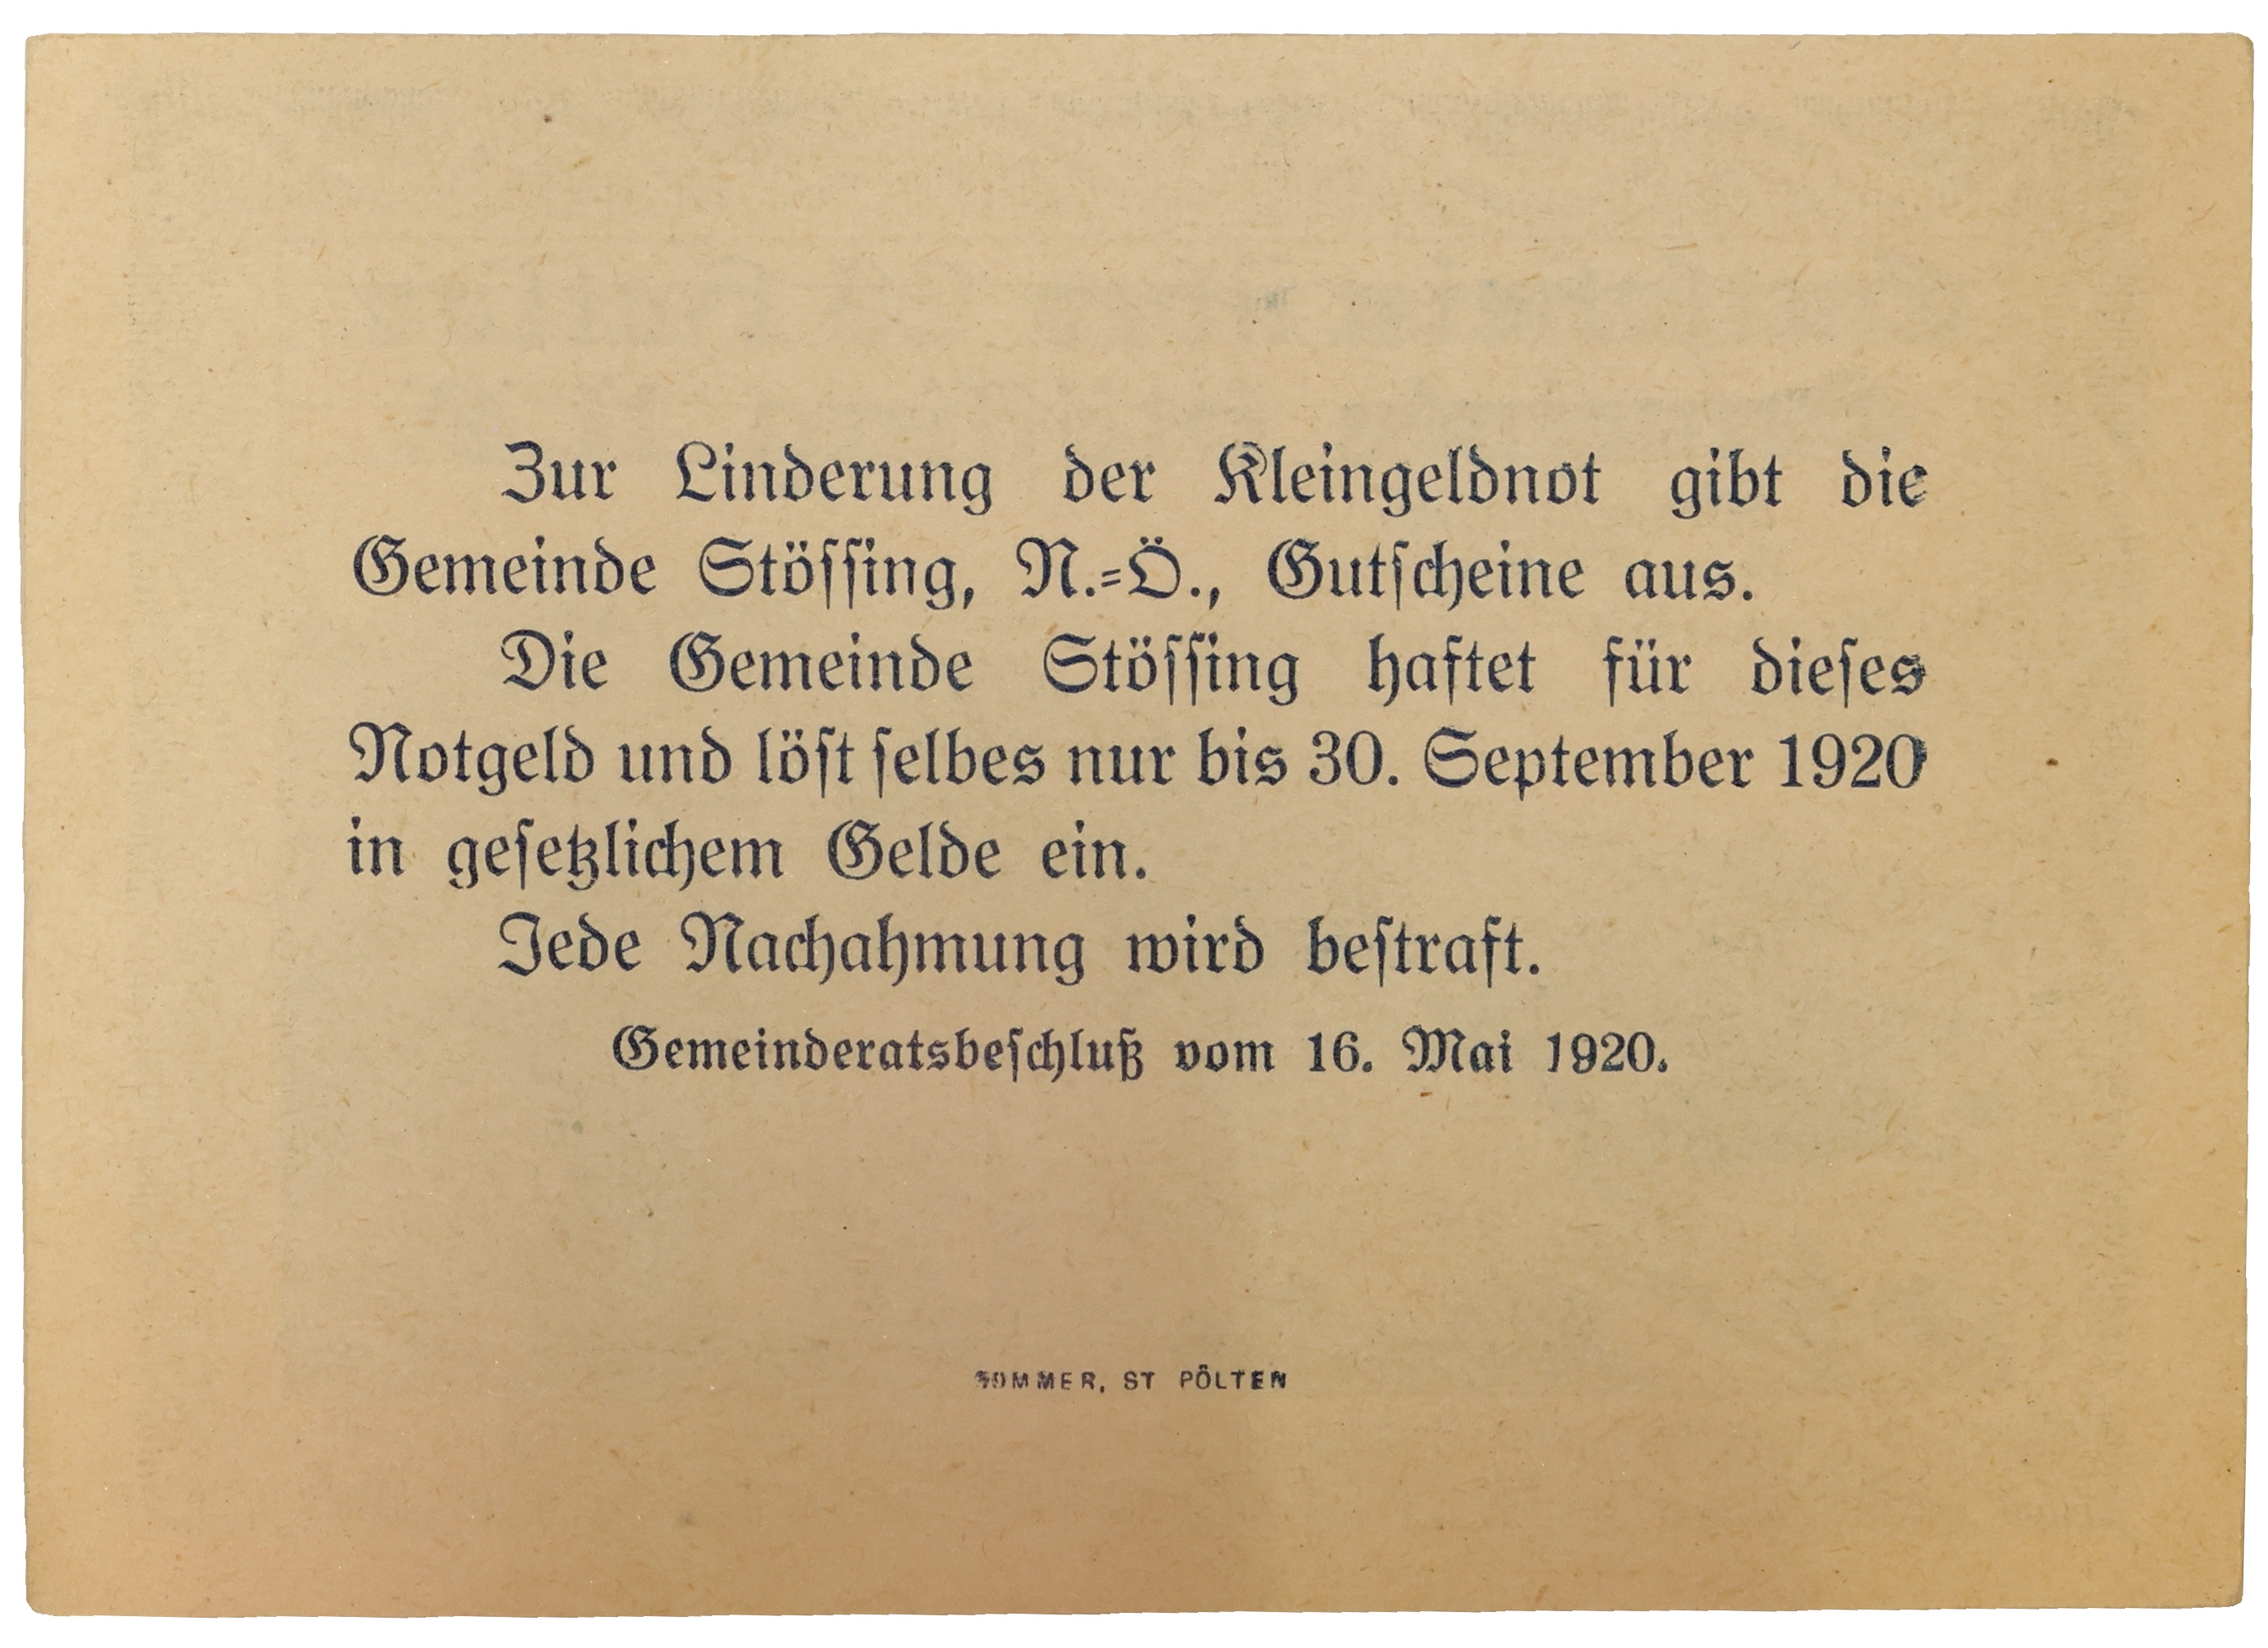 Zur Linderung der Kleingeldnot gibt die
Gemeinde Stöſſing, N.=Ö., Gutſcheine aus.
Die Gemeinde Stöſſing haftet für dieſes
Notgeld und löſt ſelbes nur bis 30. September 1920
in geſetzlichem Gelde ein.
Jede Nachahmung wird beſtraft.
Gemeinderatsbeſchluß vom 16. Mai 1920.
SOMMER, ST PÖLTEN